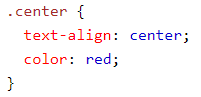 .center {
  text-align: center;
  color: red;
}